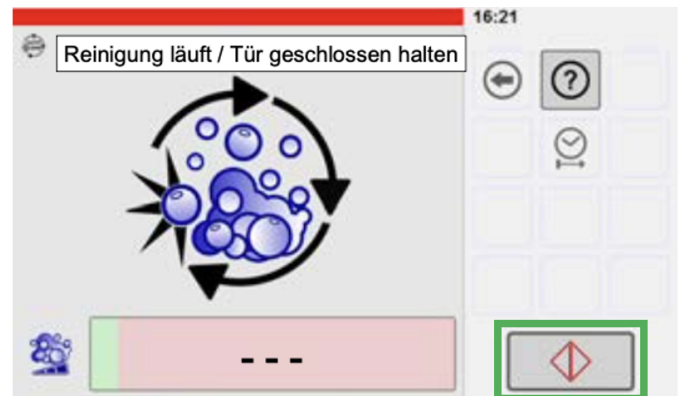 16:21
Reinigung läuft / Tür geschlossen halten
?
- - -